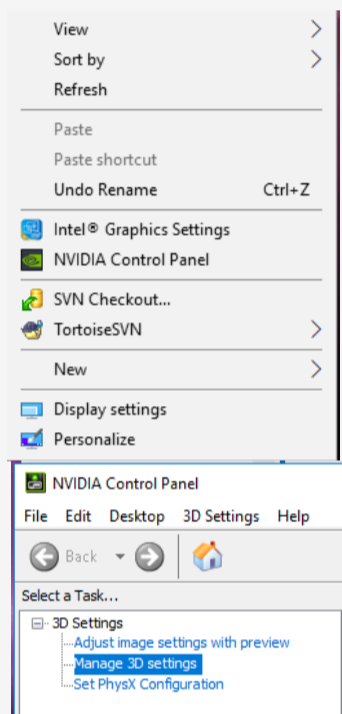 View
Sort by
Refresh
Paste
Paste shortcut
Undo Rename Ctrl+Z
Intel® Graphics Settings
NVIDIA Control Panel
SVN Checkout...
TortoiseSVN
New
Display settings
Personalize
NVIDIA Control Panel
File Edit Desktop 3D Settings Help
Back
Select a Task...
3D Settings
Adjust image settings with preview
Manage 3D settings
Set PhysX Configuration